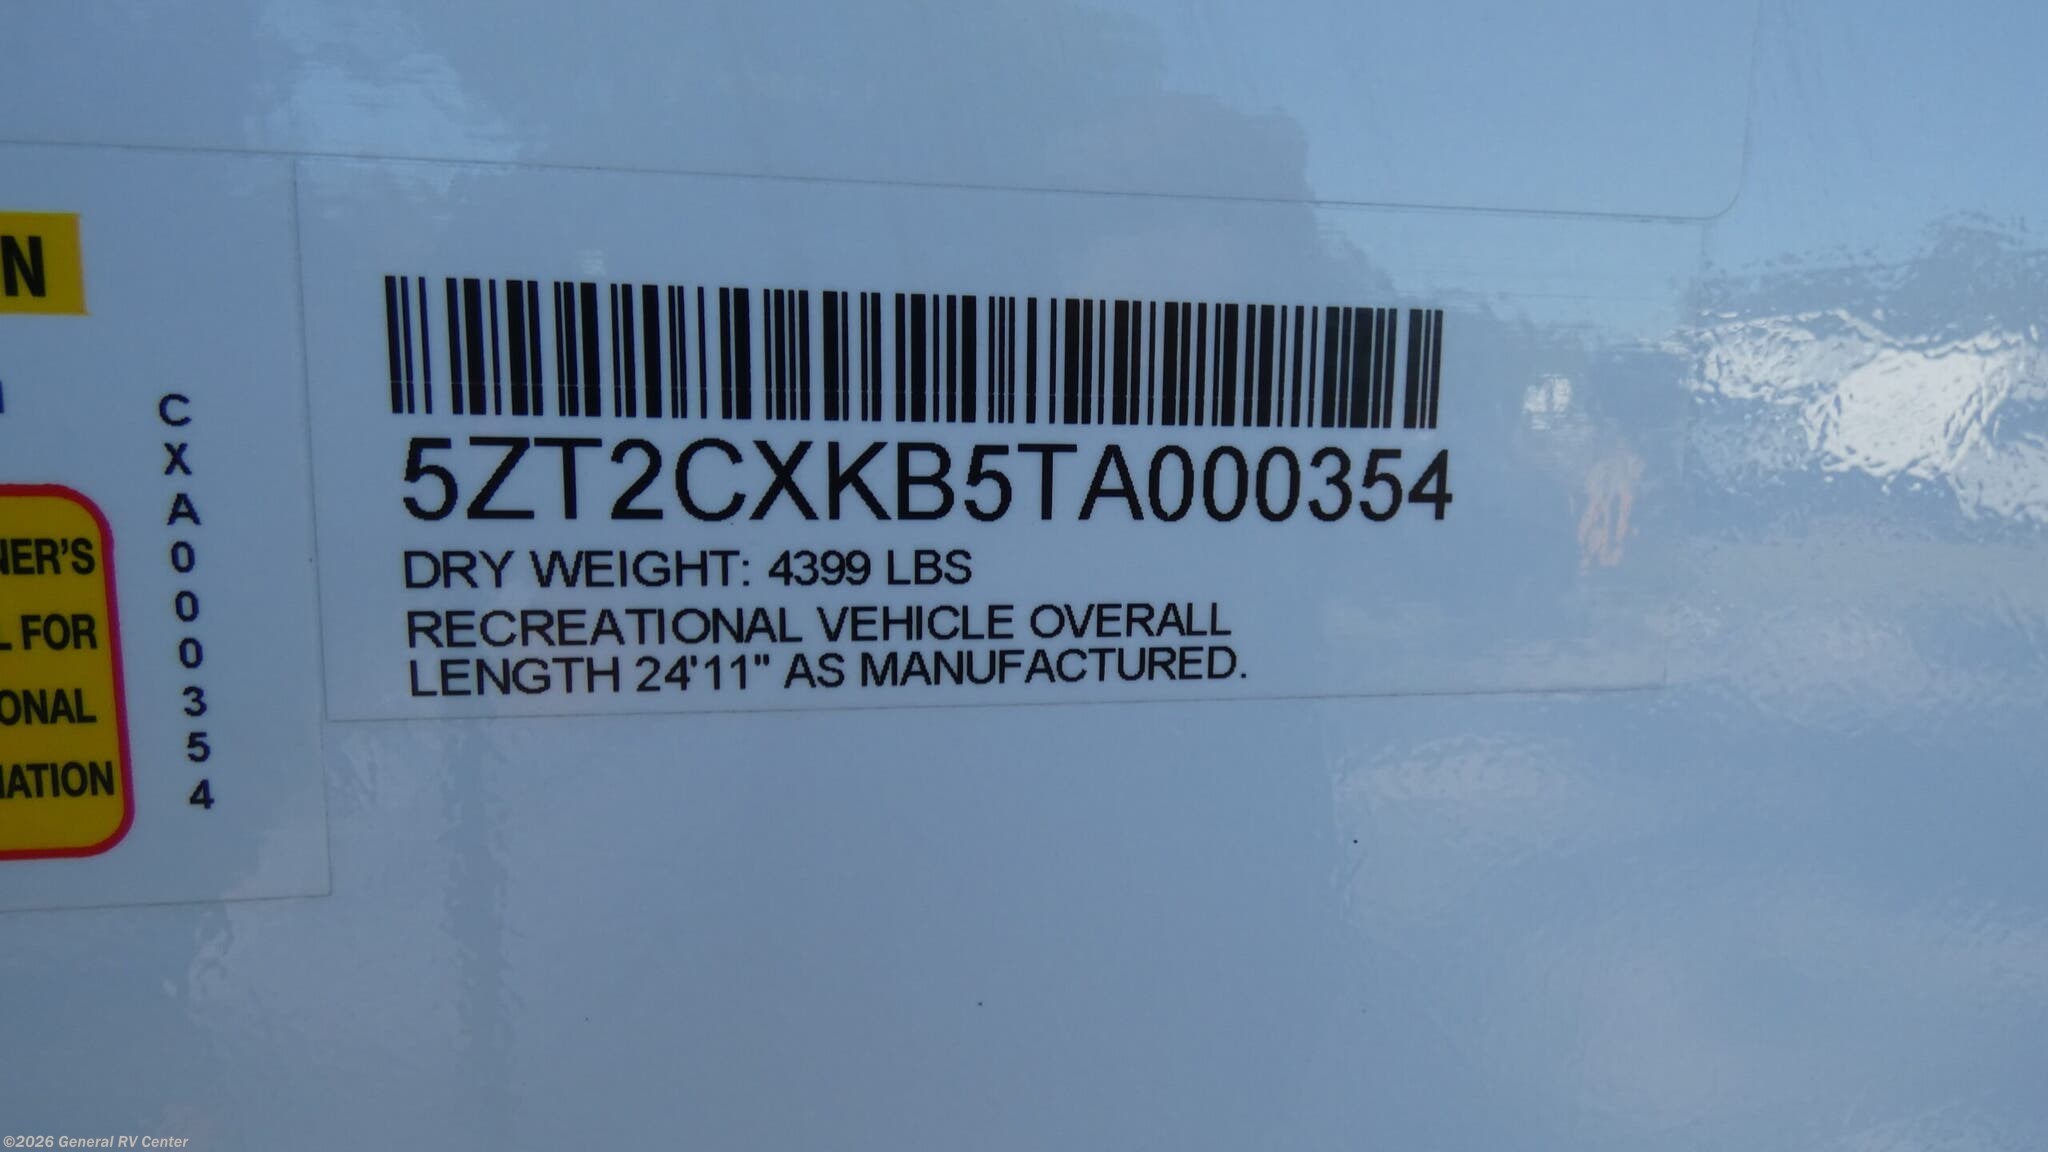 N
NER'S
L FOR
ONAL
IATION
CXA000354
5ZT2CXKB5TA000354
DRY WEIGHT: 4399 LBS
RECREATIONAL VEHICLE OVERALL
LENGTH 24'11" AS MANUFACTURED.
©2026 General RV Center